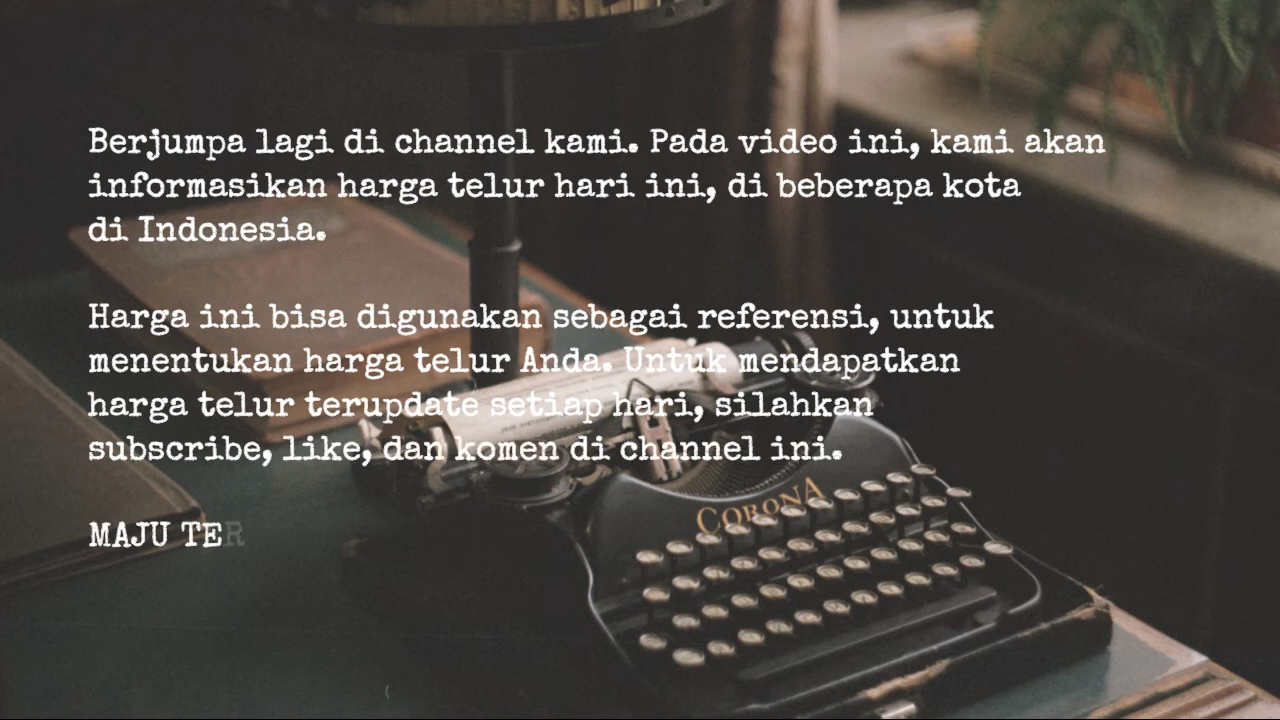 Berjumpa lagi di channel kami. Pada video ini, kami akan
informasikan harga telur hari ini, di beberapa kota
di Indonesia.
Harga ini bisa digunakan sebagai referensi, untuk
menentukan harga telur Anda. Untuk mendapatkan
harga telur terupdate setiap hari, silahkan
subscribe, like, dan komen di channel ini.
MAJU TER
CORONA